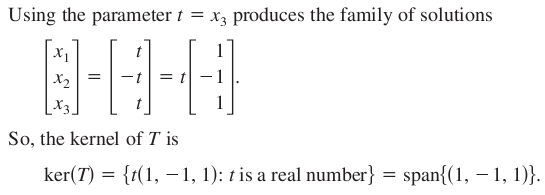 Using the parameter t = x₃ produces the family of solutions
[x₁] [t] [1]
[x₂] = [−t] = t [−1].
[x₃] [t] [1]
So, the kernel of T is
ker(T) = {t(1, −1, 1): t is a real number} = span{(1, −1, 1)}.